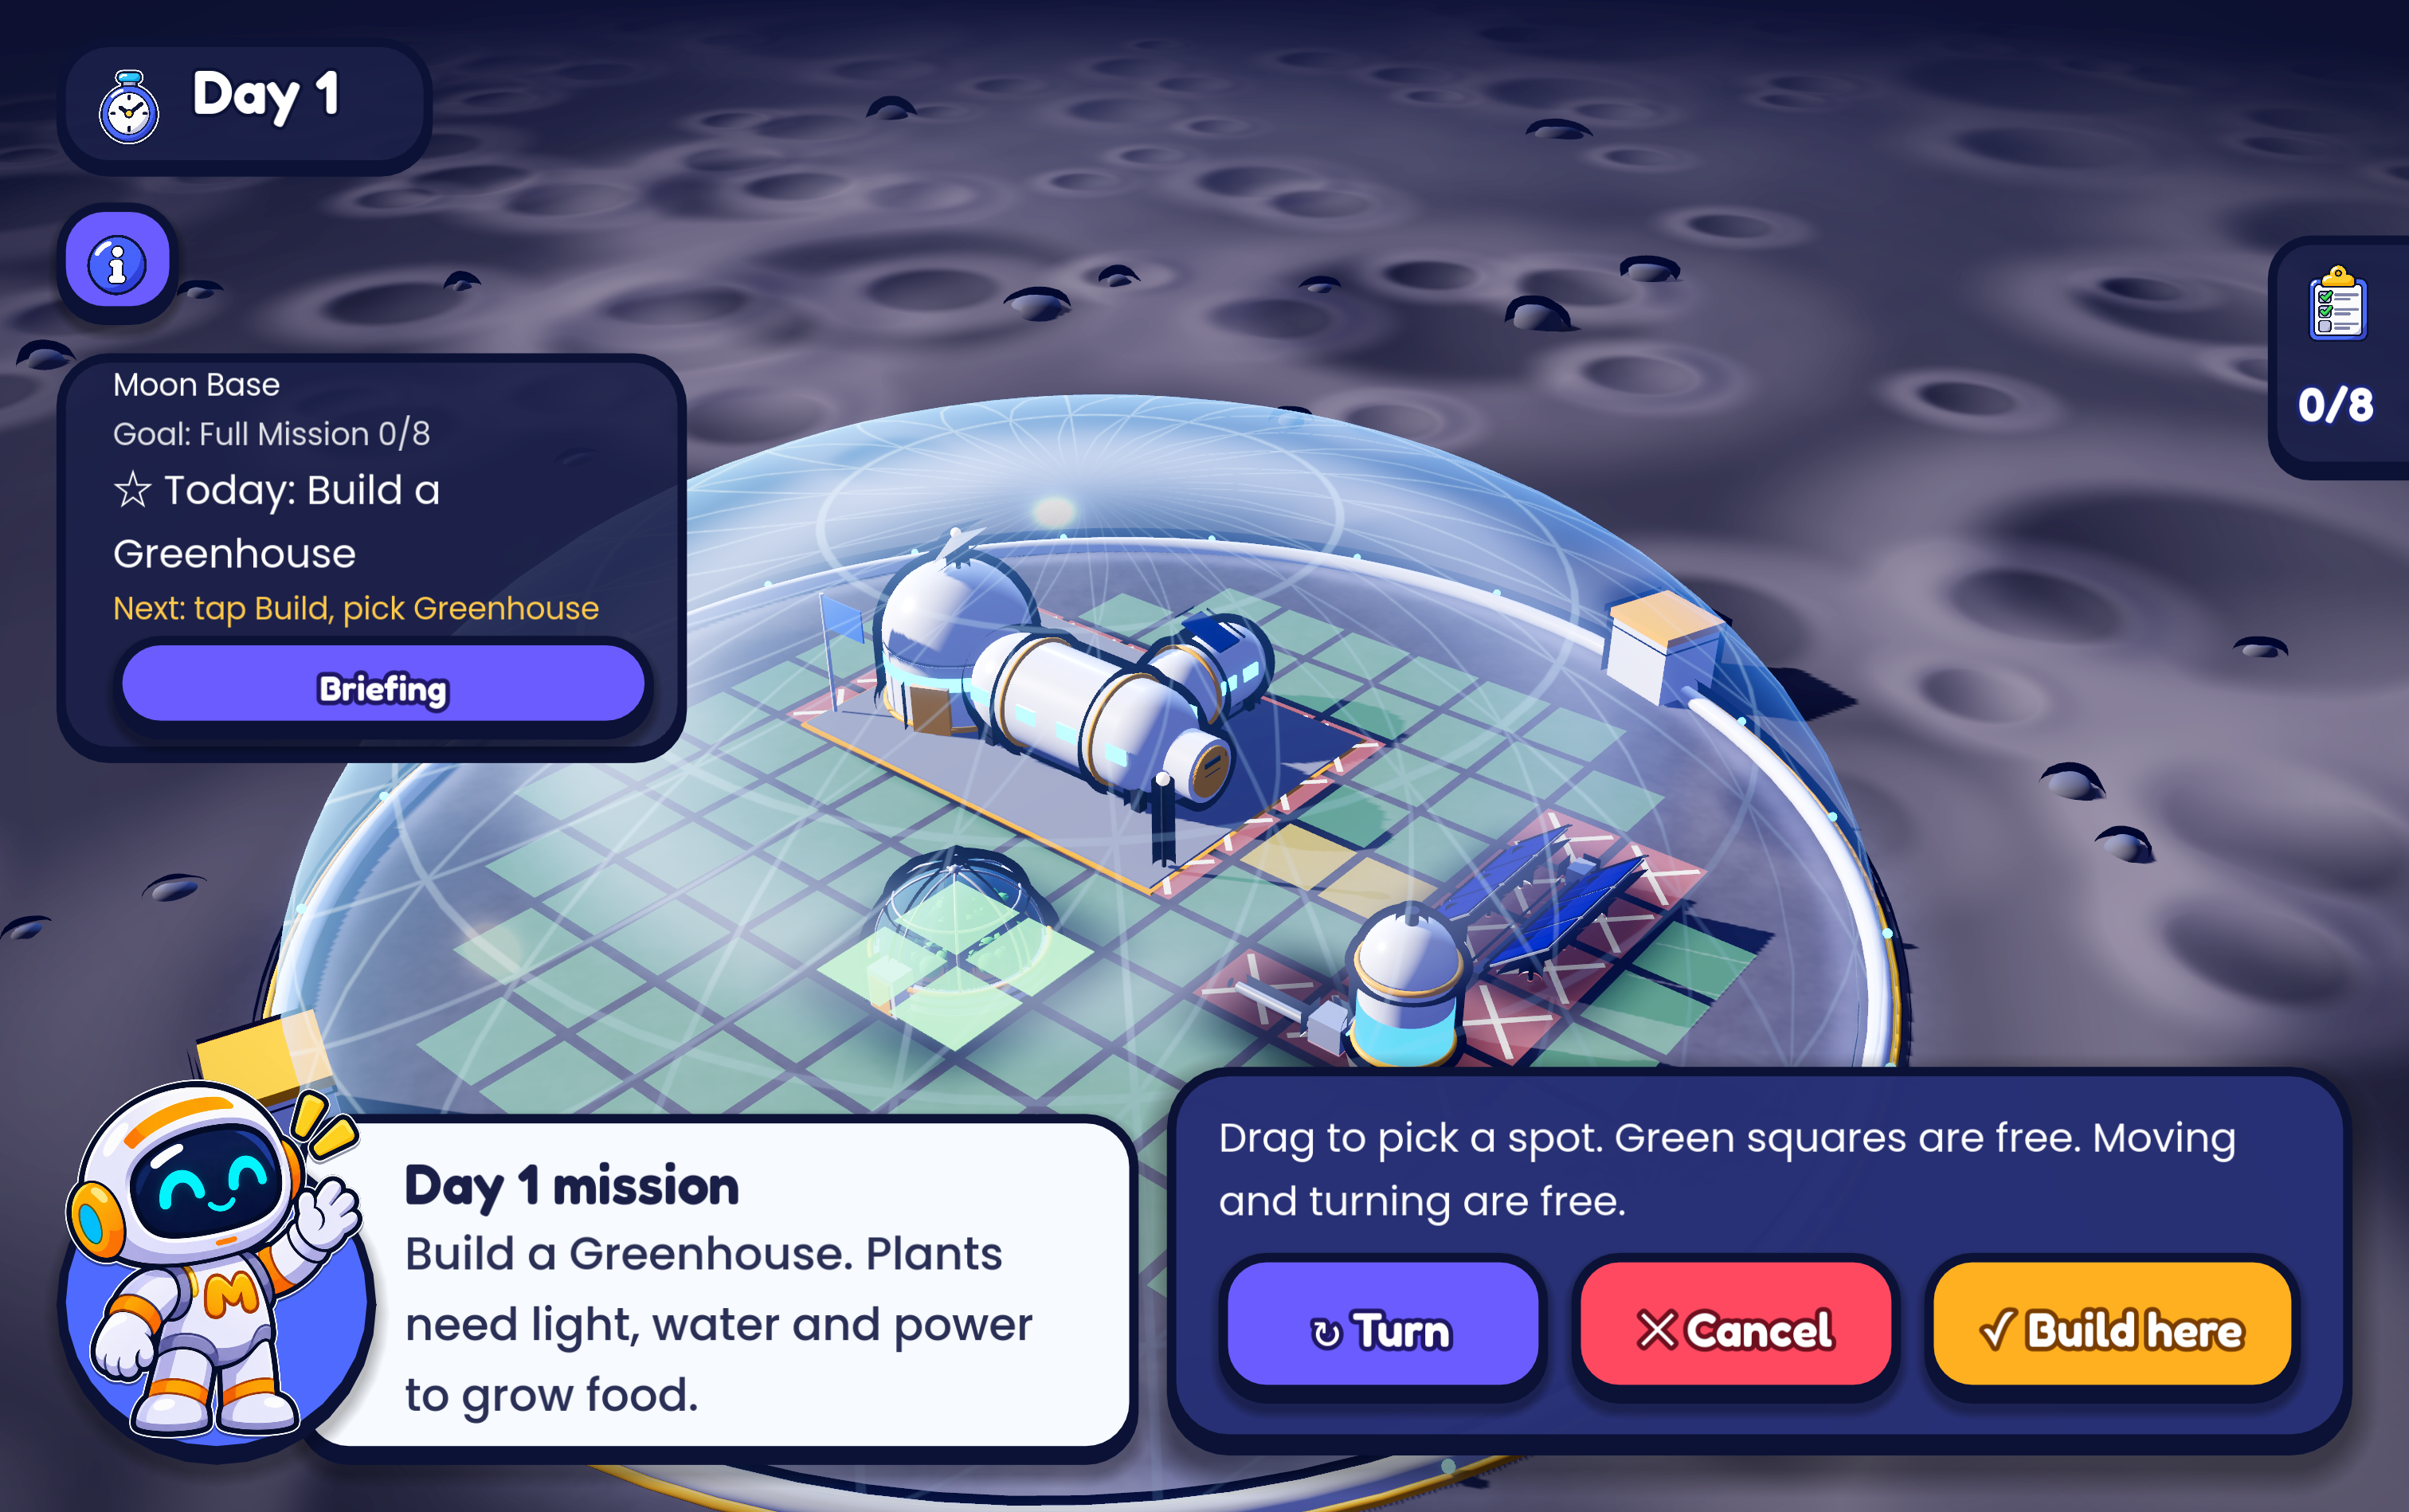 Day 1
Moon Base
Goal: Full Mission 0/8
☆ Today: Build a
Greenhouse
Next: tap Build, pick Greenhouse
Briefing
0/8
M
Day 1 mission
Build a Greenhouse. Plants
need light, water and power
to grow food.
Drag to pick a spot. Green squares are free. Moving
and turning are free.
↻ Turn
✕ Cancel
✓ Build here